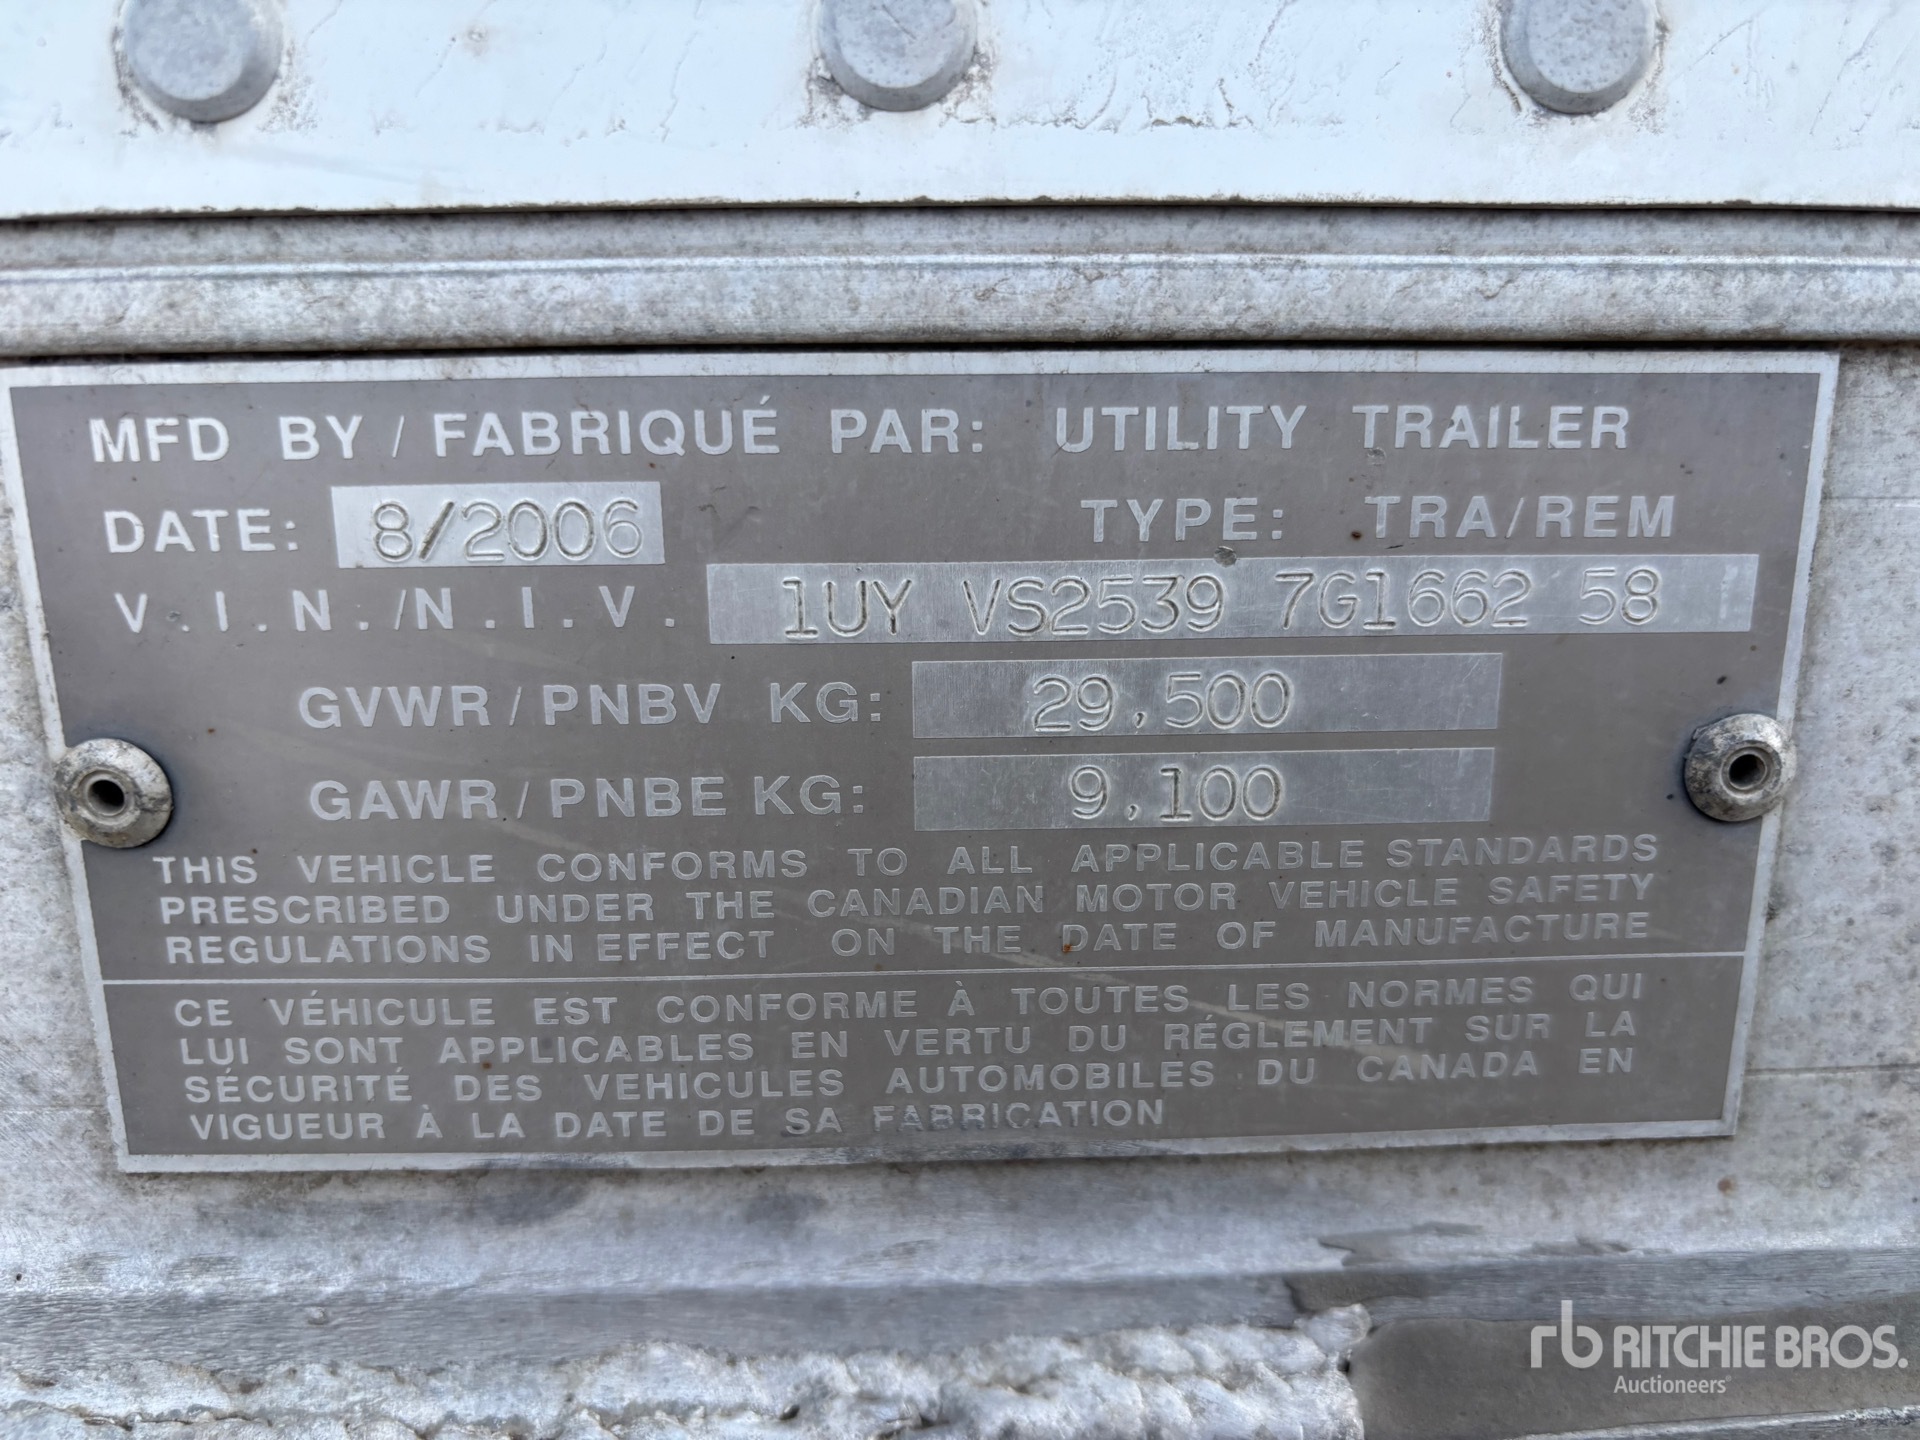 MFD BY / FABRIQUÉ PAR: UTILITY TRAILER
DATE: 8/2006 TYPE: TRA/REM
V.I.N./N.I.V. 1UY VS2539 7G1662 58
GVWR/PNBV KG: 29,500
GAWR/PNBE KG: 9,100
THIS VEHICLE CONFORMS TO ALL APPLICABLE STANDARDS
PRESCRIBED UNDER THE CANADIAN MOTOR VEHICLE SAFETY
REGULATIONS IN EFFECT ON THE DATE OF MANUFACTURE
CE VÉHICULE EST CONFORME À TOUTES LES NORMES QUI
LUI SONT APPLICABLES EN VERTU DU RÉGLEMENT SUR LA
SÉCURITÉ DES VEHICULES AUTOMOBILES DU CANADA EN
VIGUEUR À LA DATE DE SA FABRICATION
rb RITCHIE BROS.
Auctioneers